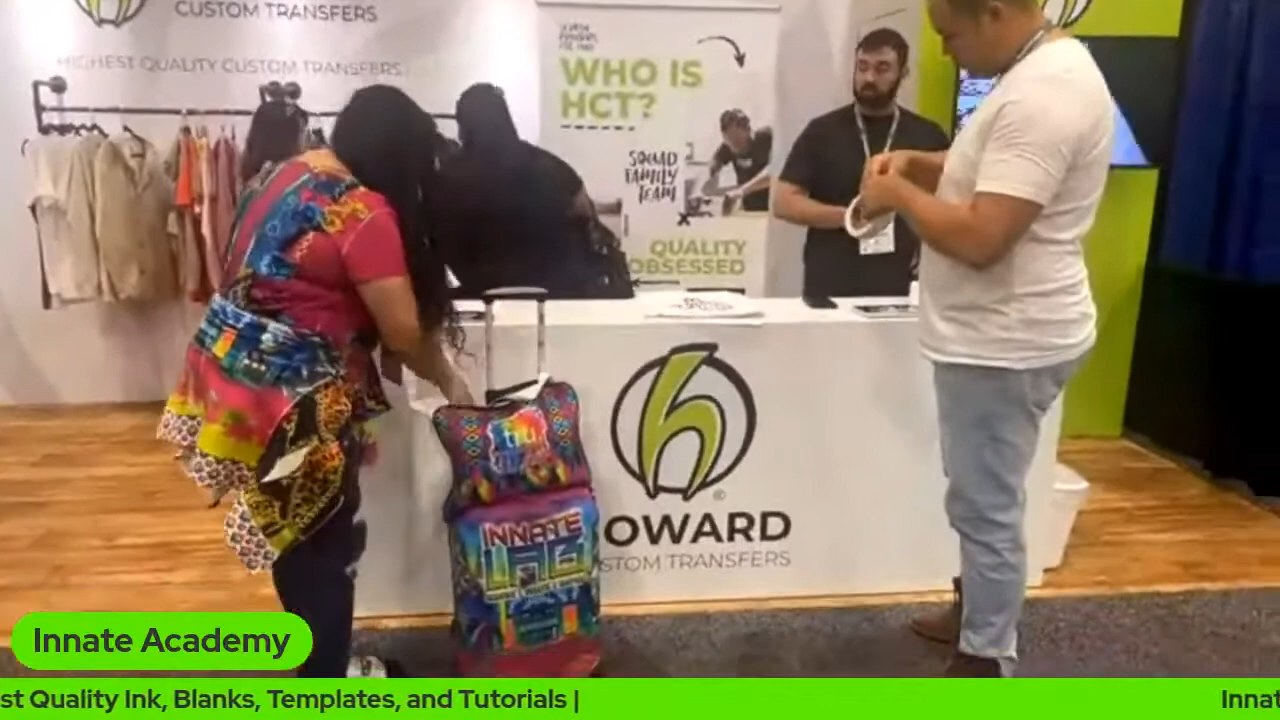 CUSTOM TRANSFERS
HIGHEST QUALITY CUSTOM TRANSFERS.
WHO IS
HCT?
SQUAD
FAMILY
TEAM
QUALITY
OBSESSED
INNATE
LAB
OWARD
STOM TRANSFERS
Innate Academy
st Quality Ink, Blanks, Templates, and Tutorials |
Innat